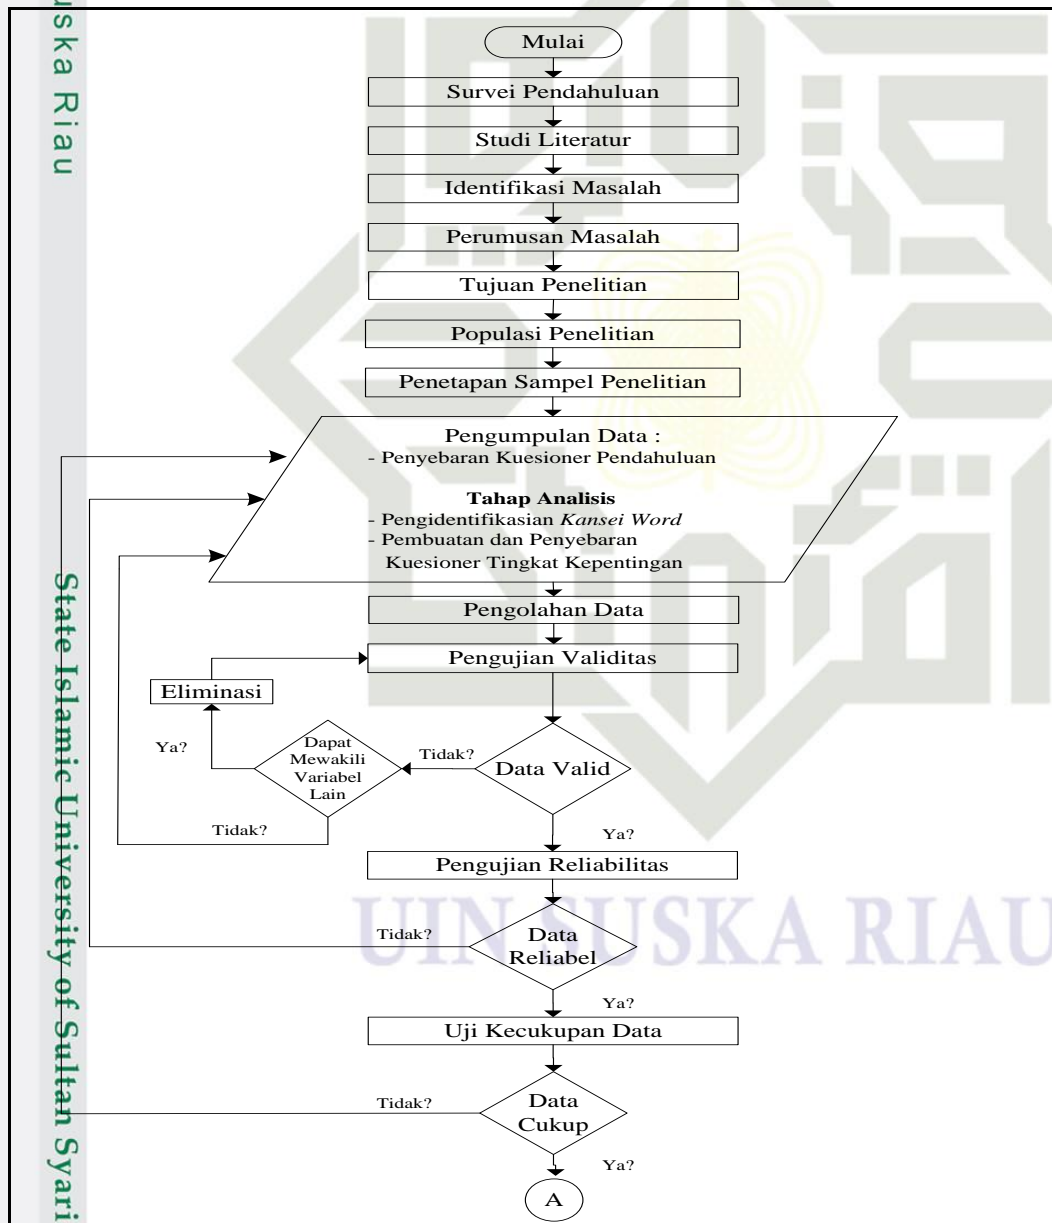 uska Riau
State Islamic University of Sultan Syari
Mulai
Survei Pendahuluan
Studi Literatur
Identifikasi Masalah
Perumusan Masalah
Tujuan Penelitian
Populasi Penelitian
Penetapan Sampel Penelitian
Pengumpulan Data :
- Penyebaran Kuesioner Pendahuluan
Tahap Analisis
- Pengidentifikasian Kansei Word
- Pembuatan dan Penyebaran
Kuesioner Tingkat Kepentingan
Pengolahan Data
Pengujian Validitas
Eliminasi
Ya?
Dapat
Mewakili
Variabel
Lain
Tidak?
Data Valid
Tidak?
Ya?
Pengujian Reliabilitas
UIN SUSKA RIAU
Tidak?
Data
Reliabel
Ya?
Uji Kecukupan Data
Tidak?
Data
Cukup
Ya?
A